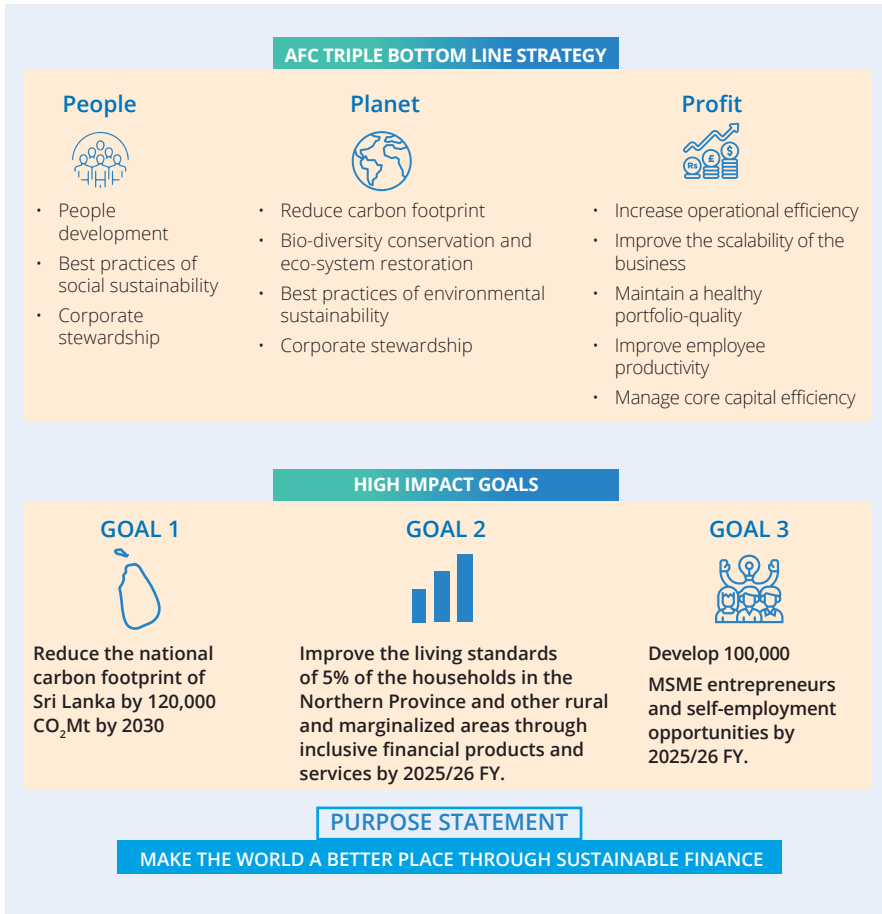 AFC TRIPLE BOTTOM LINE STRATEGY
People
• People
development
• Best practices of
social sustainability
• Corporate
stewardship
Planet
• Reduce carbon footprint
• Bio-diversity conservation and
eco-system restoration
• Best practices of environmental
sustainability
• Corporate stewardship
Profit
Rs £ $
• Increase operational efficiency
• Improve the scalability of the
business
• Maintain a healthy
portfolio-quality
• Improve employee
productivity
• Manage core capital efficiency
HIGH IMPACT GOALS
GOAL 1
Reduce the national
carbon footprint of
Sri Lanka by 120,000
CO₂Mt by 2030
GOAL 2
Improve the living standards
of 5% of the households in the
Northern Province and other rural
and marginalized areas through
inclusive financial products and
services by 2025/26 FY.
GOAL 3
Develop 100,000
MSME entrepreneurs
and self-employment
opportunities by
2025/26 FY.
PURPOSE STATEMENT
MAKE THE WORLD A BETTER PLACE THROUGH SUSTAINABLE FINANCE